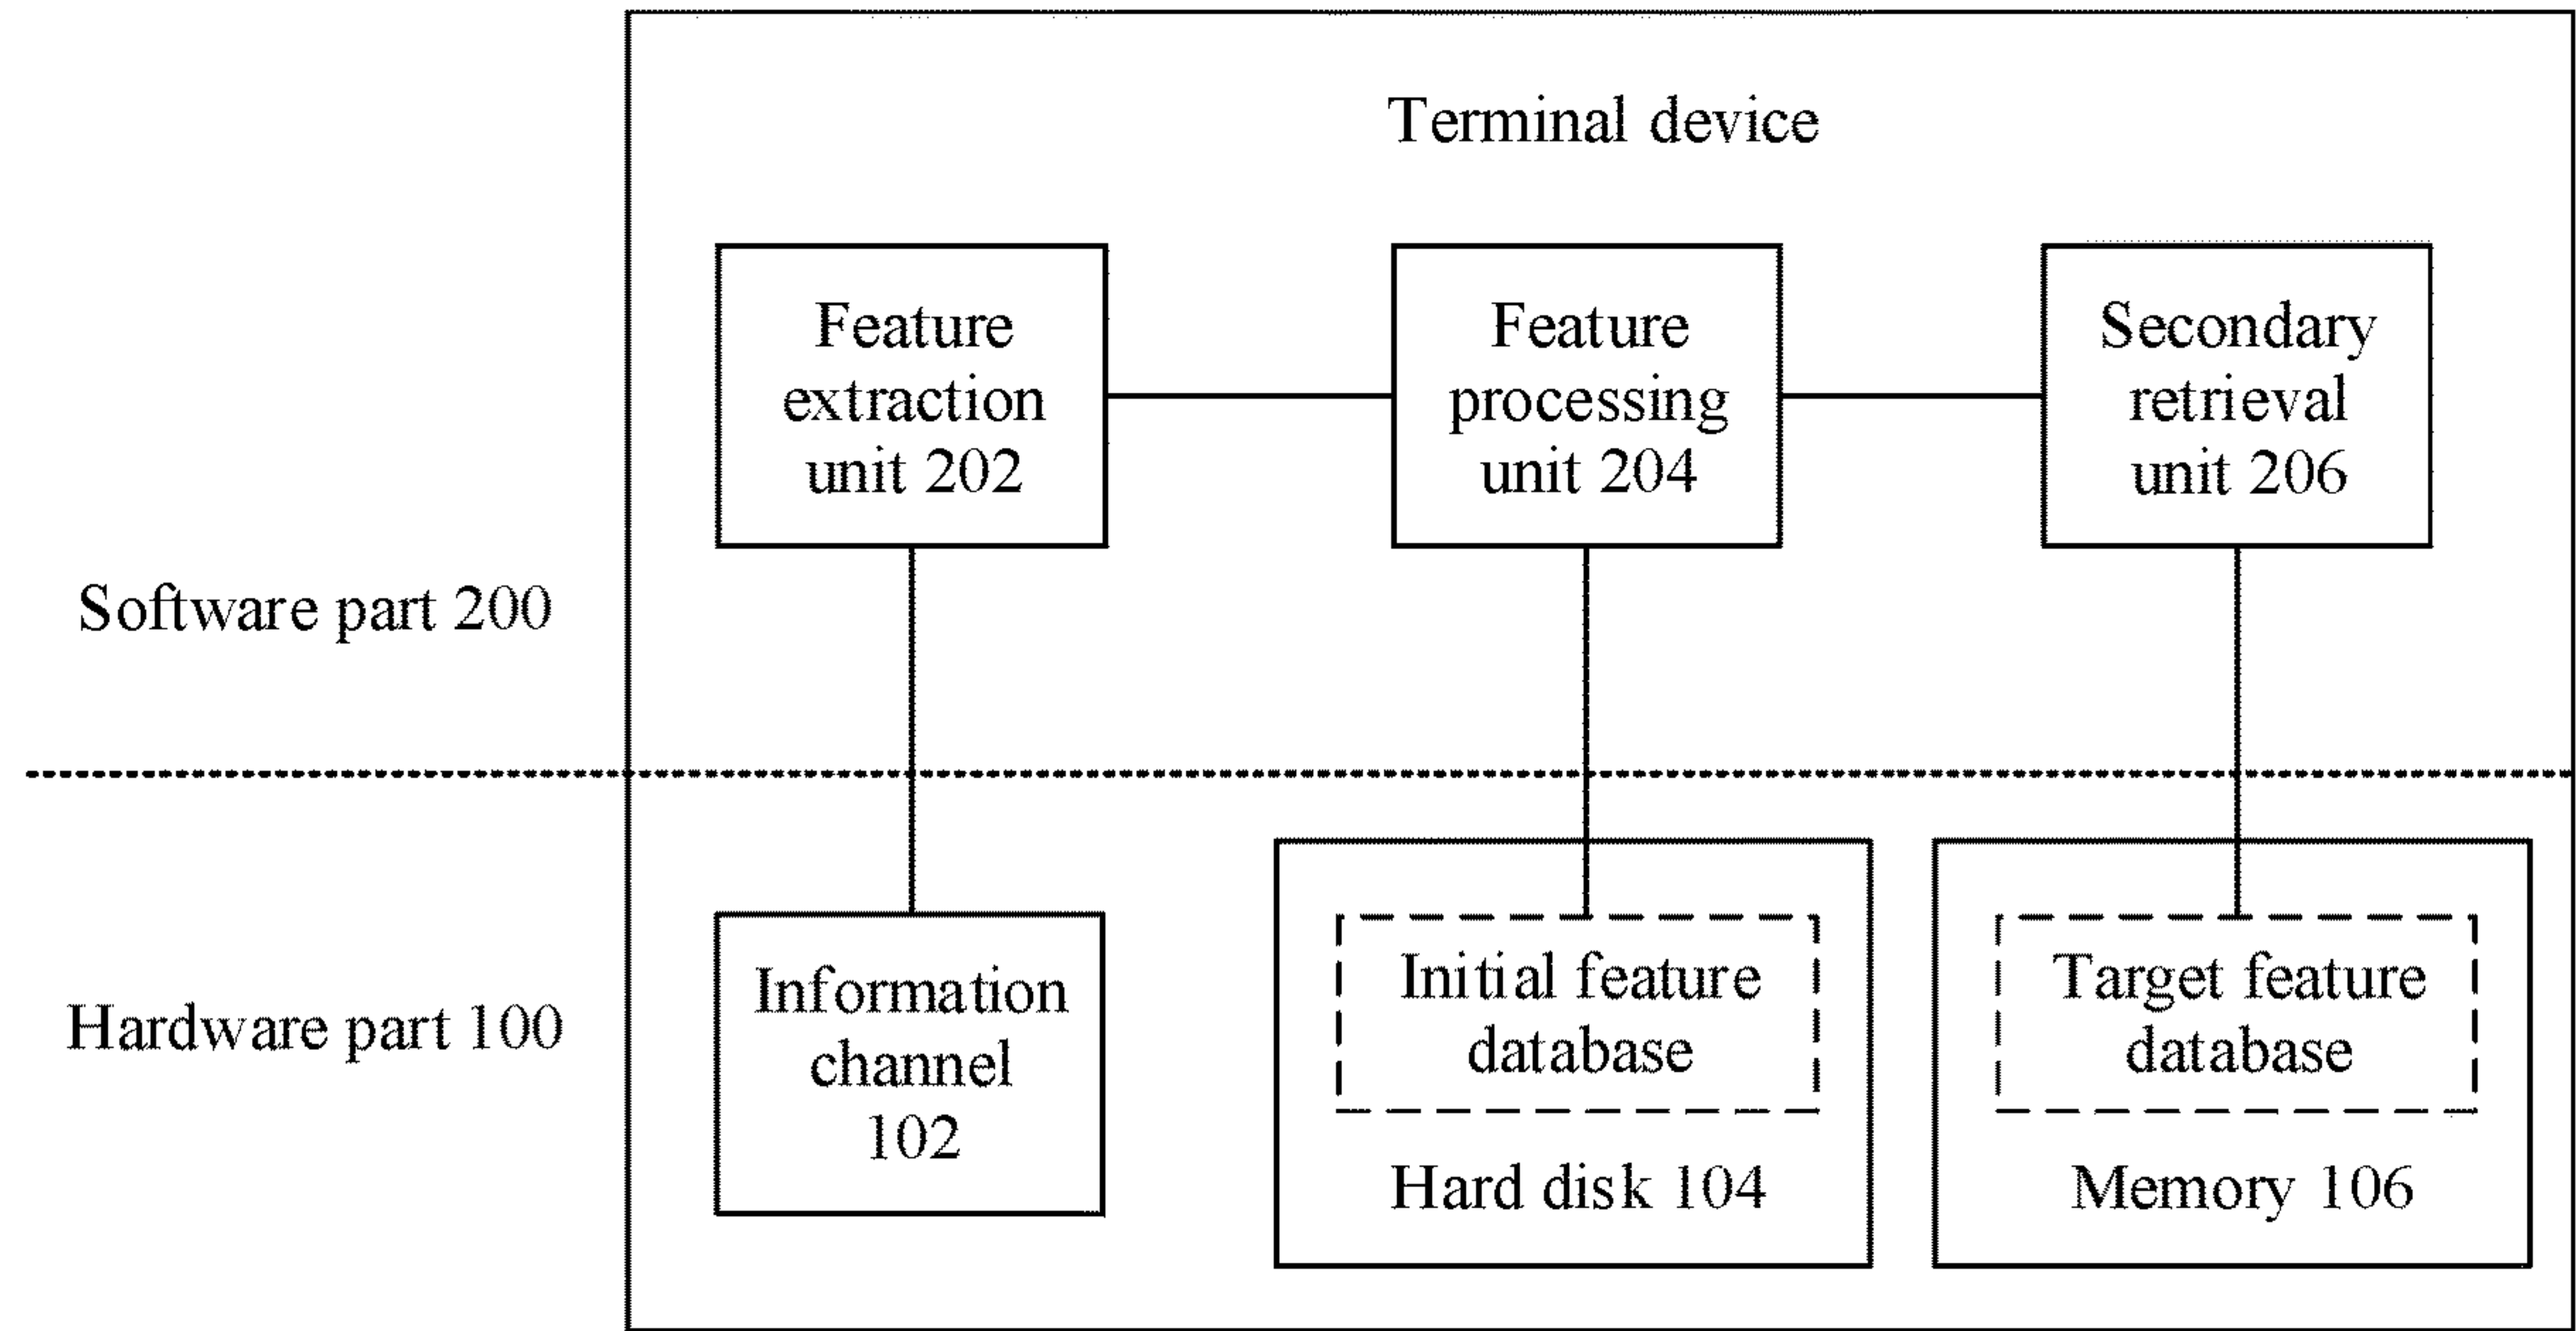 Terminal device
Feature
extraction
unit 202
Feature
processing
unit 204
Secondary
retrieval
unit 206
Software part 200
Hardware part 100
Information
channel
102
Initial feature
database
Hard disk 104
Target feature
database
Memory 106